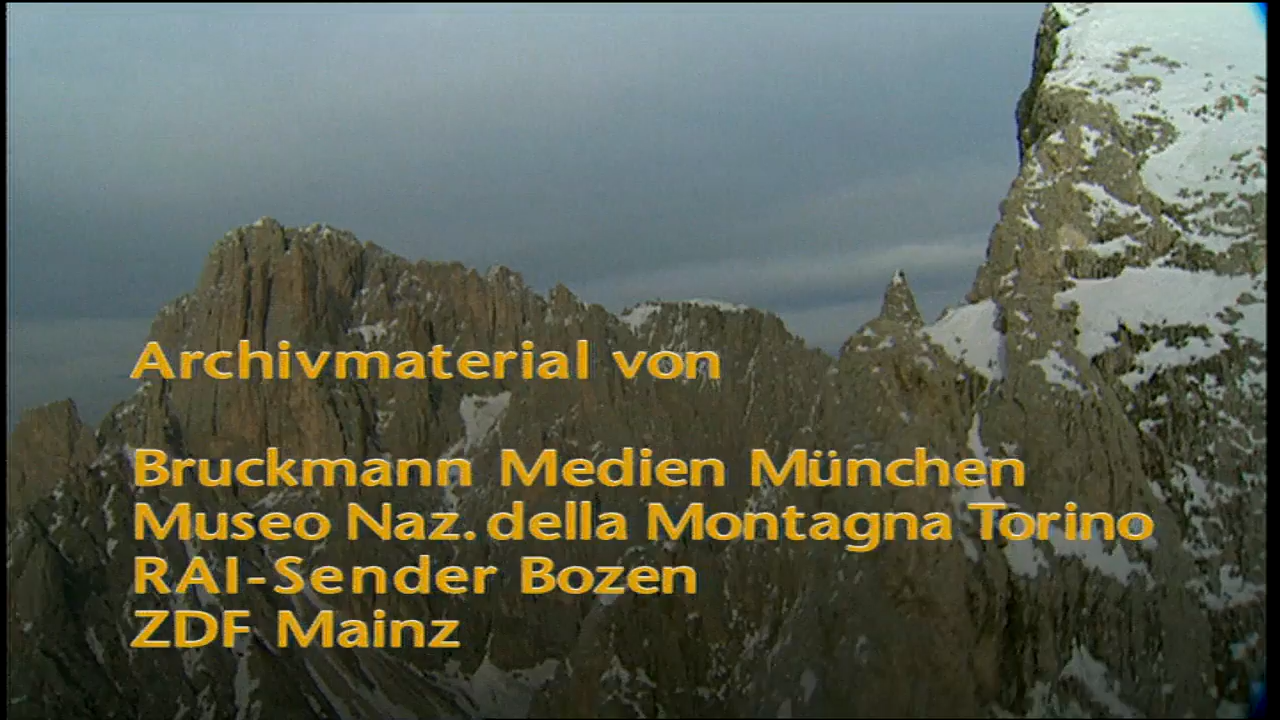 Archivmaterial von
Bruckmann Medien München
Museo Naz. della Montagna Torino
RAI-Sender Bozen
ZDF Mainz